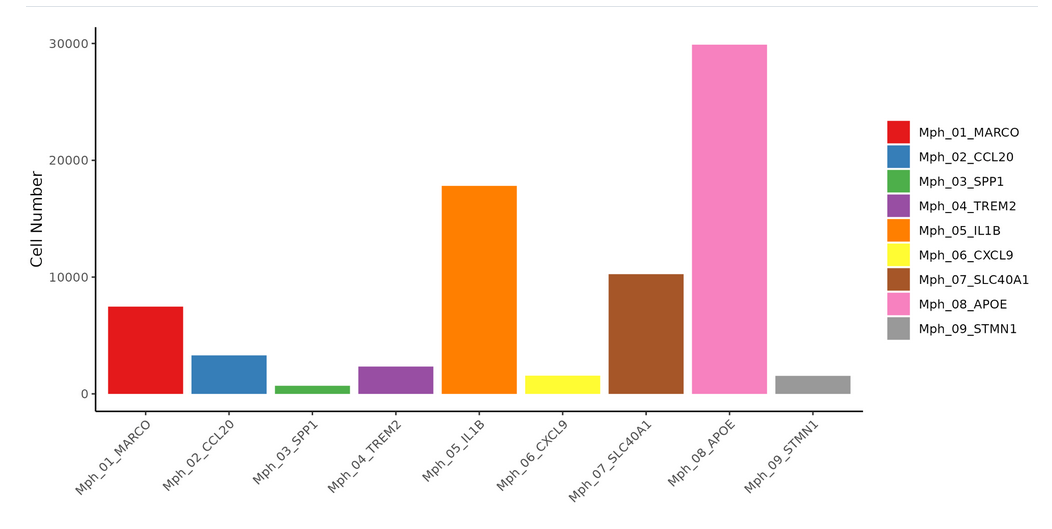 30000
20000
10000
0
Cell Number
Mph_01_MARCO
Mph_02_CCL20
Mph_03_SPP1
Mph_04_TREM2
Mph_05_IL1B
Mph_06_CXCL9
Mph_07_SLC40A1
Mph_08_APOE
Mph_09_STMN1
Mph_01_MARCO
Mph_02_CCL20
Mph_03_SPP1
Mph_04_TREM2
Mph_05_IL1B
Mph_06_CXCL9
Mph_07_SLC40A1
Mph_08_APOE
Mph_09_STMN1